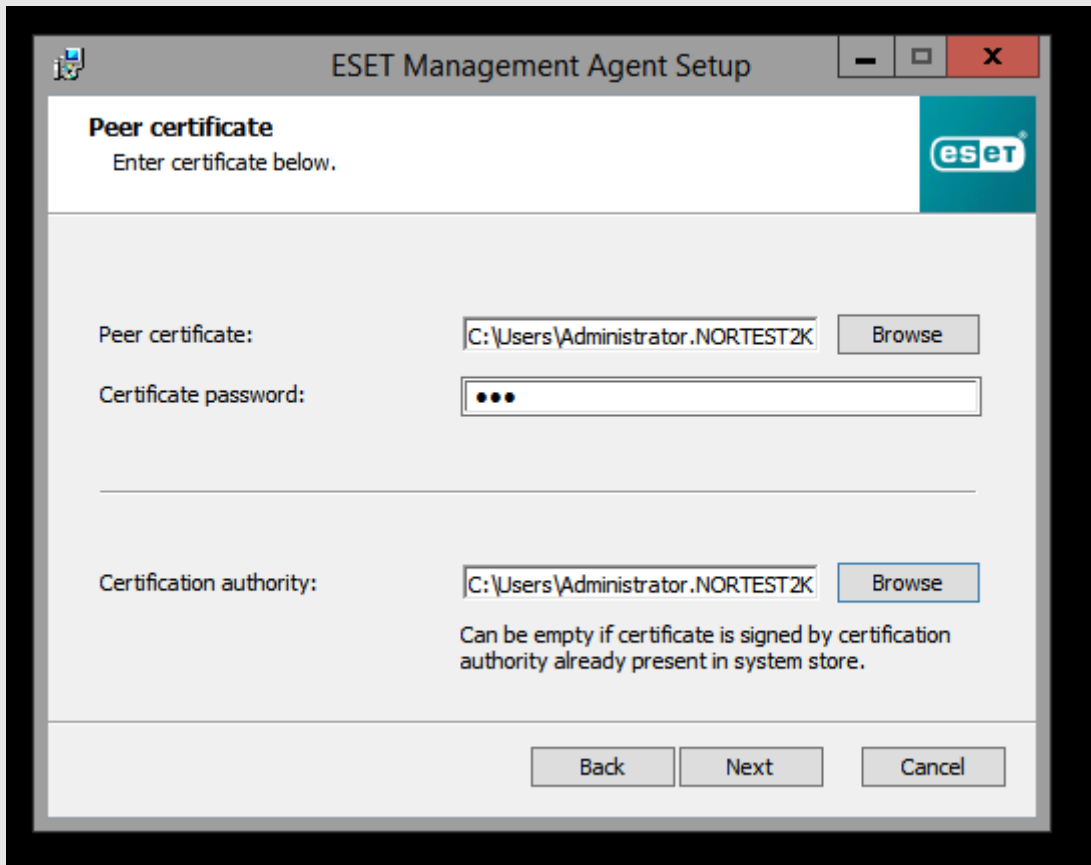 ESET Management Agent Setup
Peer certificate
Enter certificate below.
eset
Peer certificate:
C:\Users\Administrator.NORTEST2K
Browse
Certificate password:
•••
Certification authority:
C:\Users\Administrator.NORTEST2K
Browse
Can be empty if certificate is signed by certification
authority already present in system store.
Back
Next
Cancel